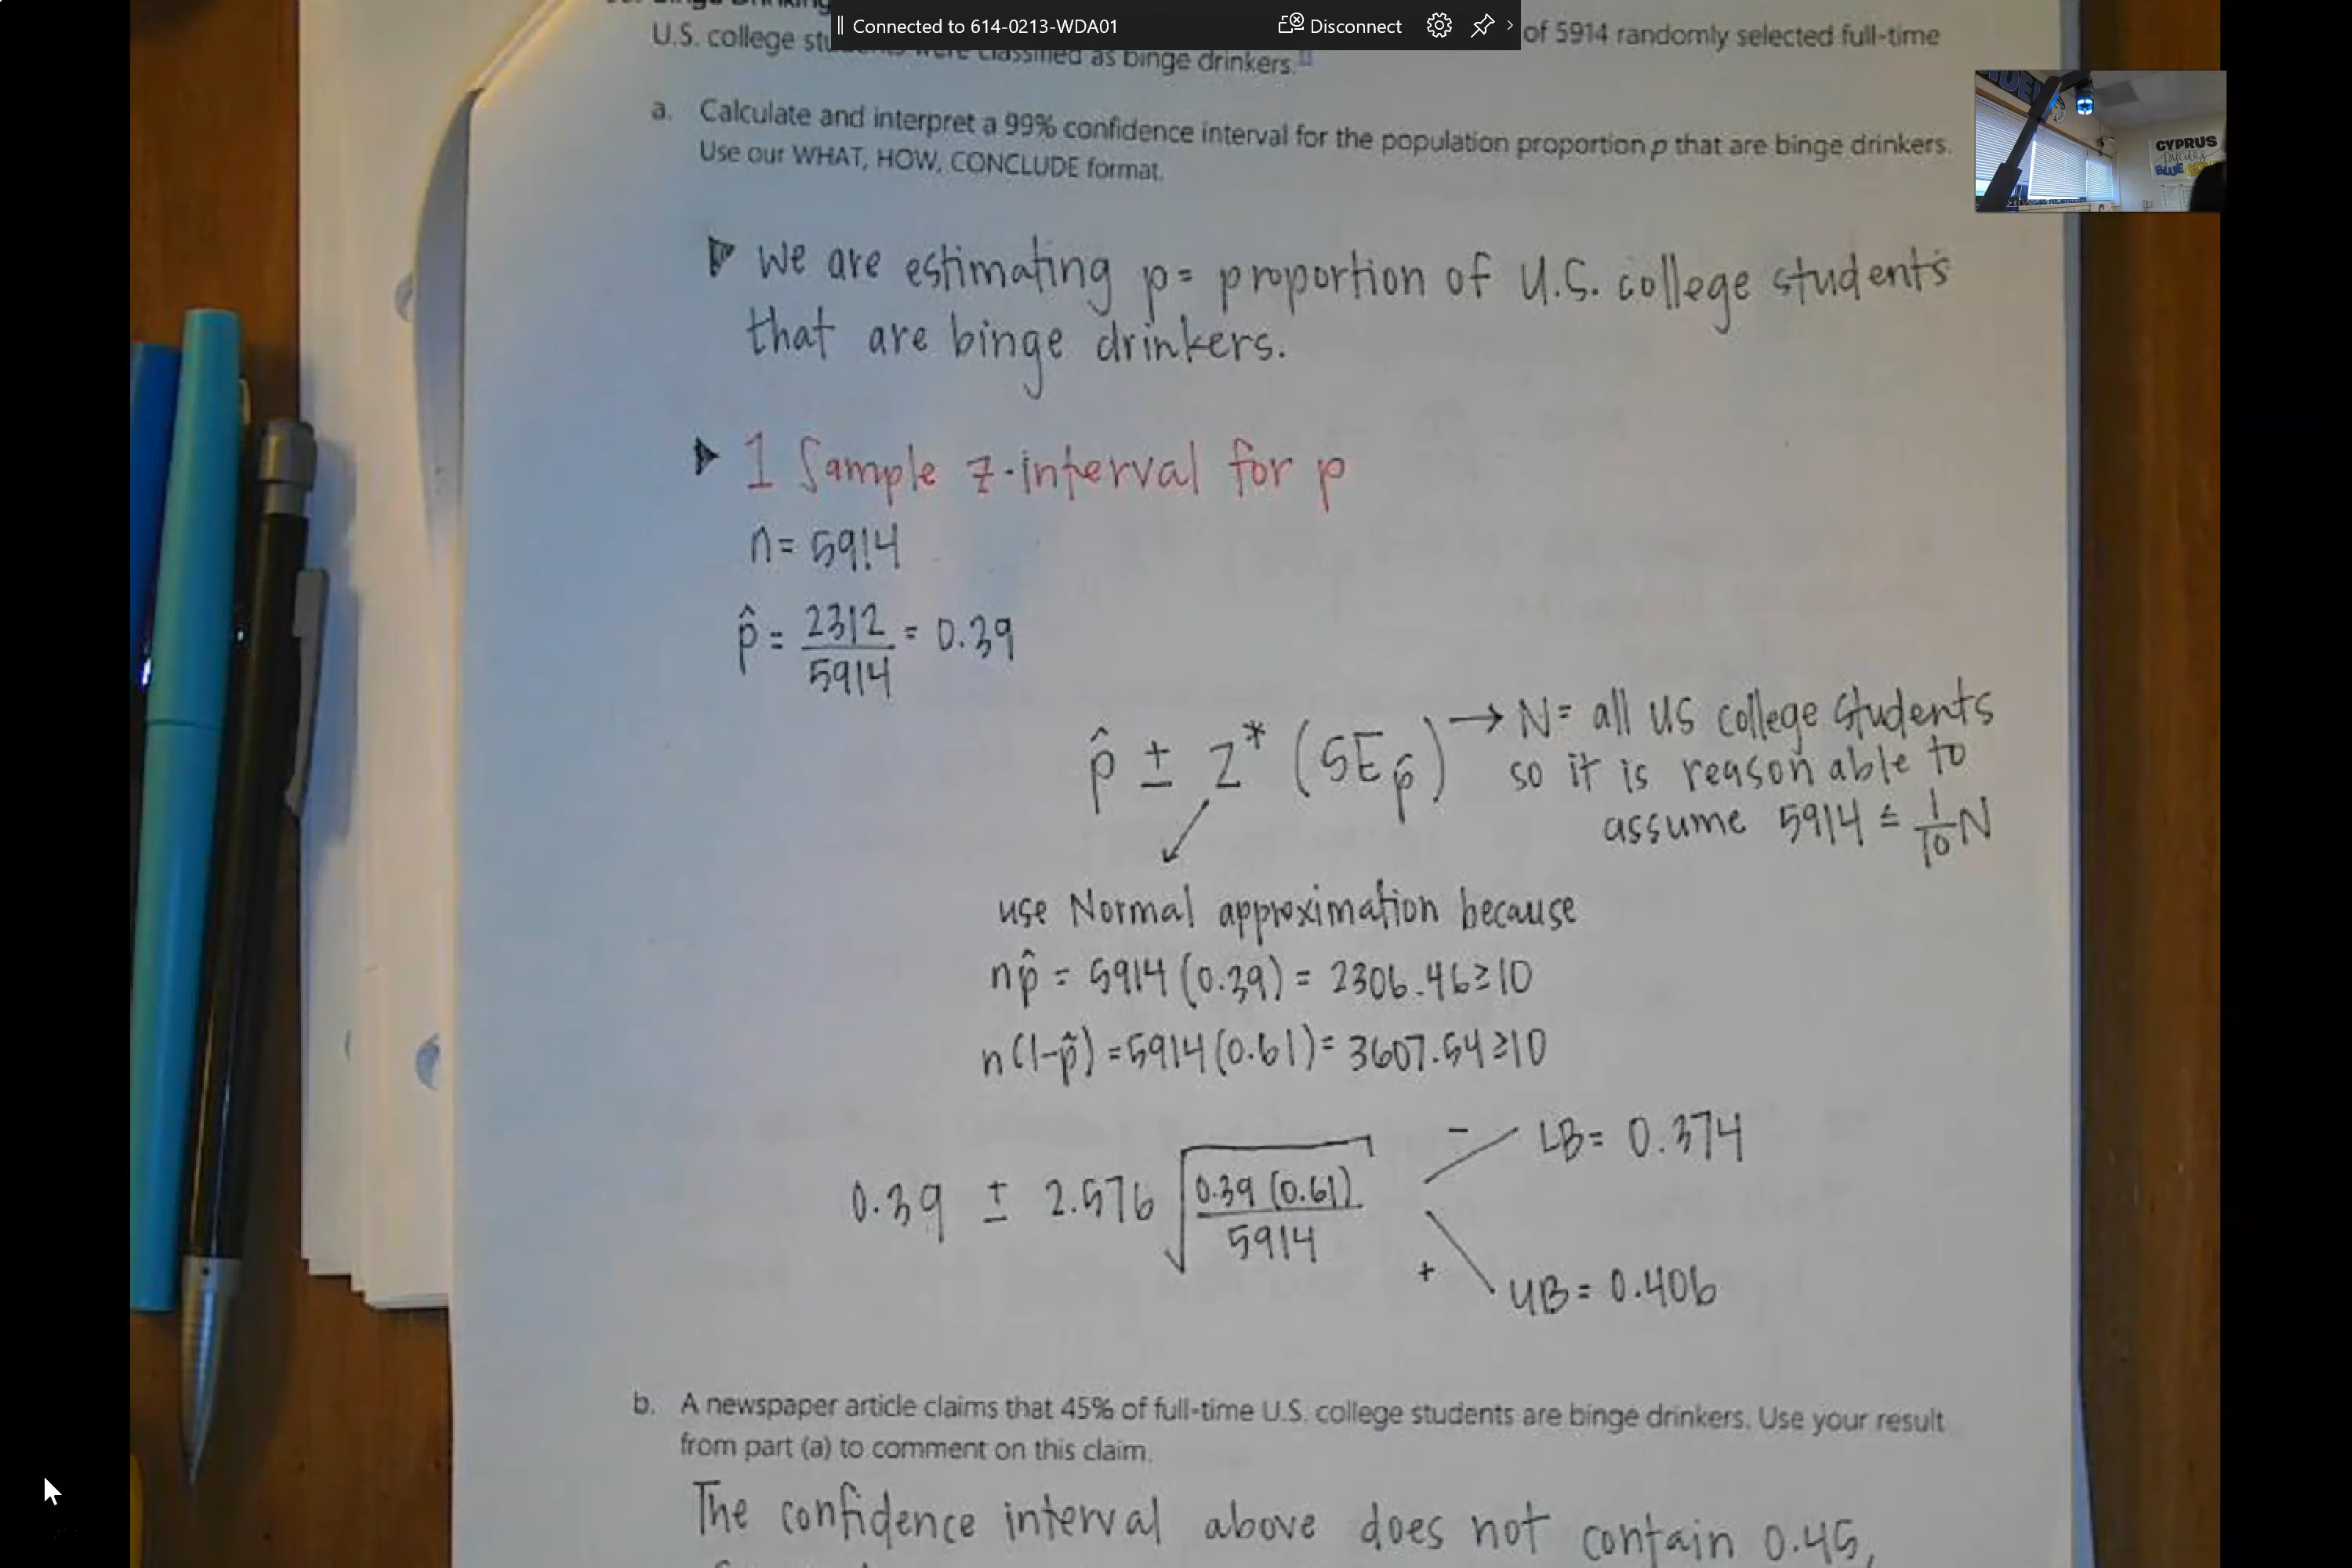 Connected to 614-0213-WDA01
Disconnect
of 5914 randomly selected full-time
U.S. college students were classified as binge drinkers.
CYPRUS
pirates
BLUE
a. Calculate and interpret a 99% confidence interval for the population proportion p that are binge drinkers.
Use our WHAT, HOW, CONCLUDE format.
We are estimating p= proportion of U.S. college students
that are binge drinkers.
1 Sample z-interval for p
n= 5914
p̂ = 2312/5914 = 0.39
p̂ ± z* (SE p̂) → N= all US college students
so it is reasonable to
assume 5914 ≤ 1/10 N
use Normal approximation because
np̂ = 5914 (0.39) = 2306.46 ≥ 10
n(1-p̂) = 5914 (0.61) = 3607.54 ≥ 10
- LB= 0.374
0.39 ± 2.576 √(0.39 (0.61) / 5914)
+ UB= 0.406
b. A newspaper article claims that 45% of full-time U.S. college students are binge drinkers. Use your result
from part (a) to comment on this claim.
The confidence interval above does not contain 0.45,